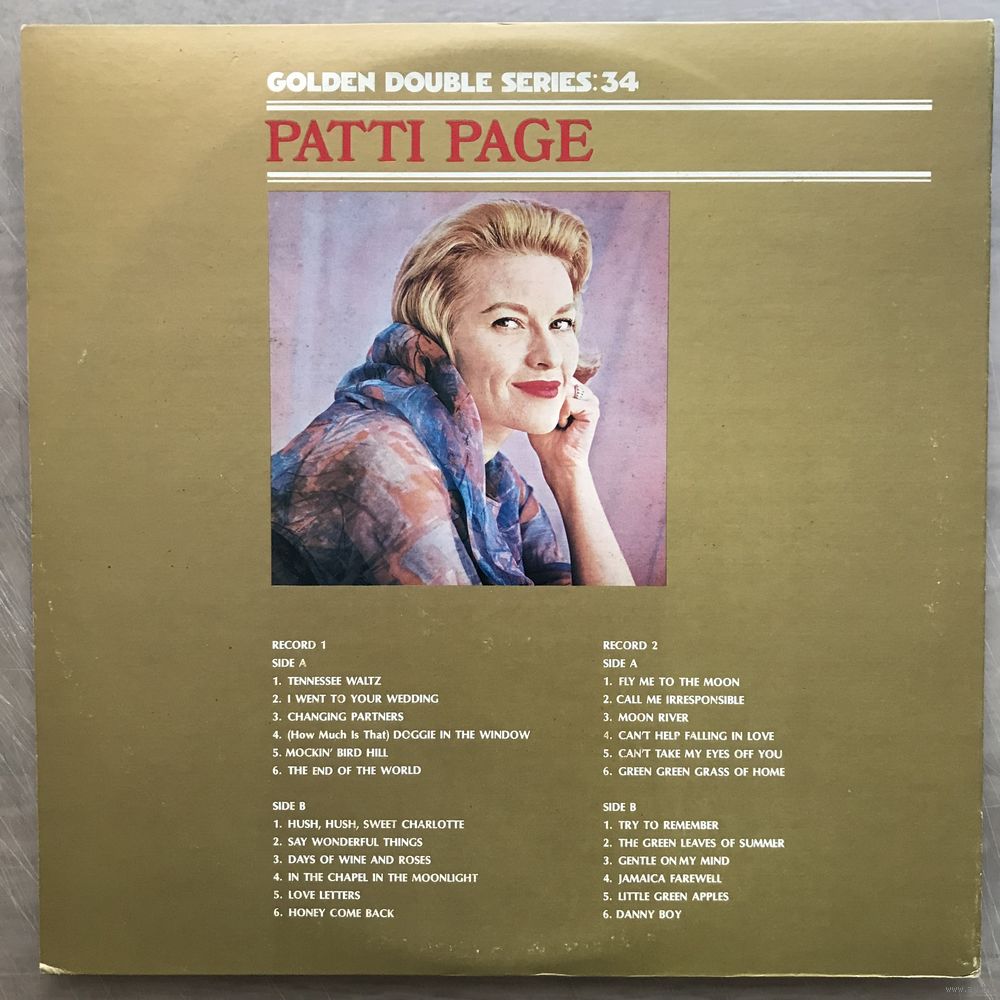 GOLDEN DOUBLE SERIES: 34
PATTI PAGE
RECORD 1
SIDE A
1. TENNESSEE WALTZ
2. I WENT TO YOUR WEDDING
3. CHANGING PARTNERS
4. (How Much Is That) DOGGIE IN THE WINDOW
5. MOCKIN' BIRD HILL
6. THE END OF THE WORLD
SIDE B
1. HUSH, HUSH, SWEET CHARLOTTE
2. SAY WONDERFUL THINGS
3. DAYS OF WINE AND ROSES
4. IN THE CHAPEL IN THE MOONLIGHT
5. LOVE LETTERS
6. HONEY COME BACK
RECORD 2
SIDE A
1. FLY ME TO THE MOON
2. CALL ME IRRESPONSIBLE
3. MOON RIVER
4. CAN'T HELP FALLING IN LOVE
5. CAN'T TAKE MY EYES OFF YOU
6. GREEN GREEN GRASS OF HOME
SIDE B
1. TRY TO REMEMBER
2. THE GREEN LEAVES OF SUMMER
3. GENTLE ON MY MIND
4. JAMAICA FAREWELL
5. LITTLE GREEN APPLES
6. DANNY BOY